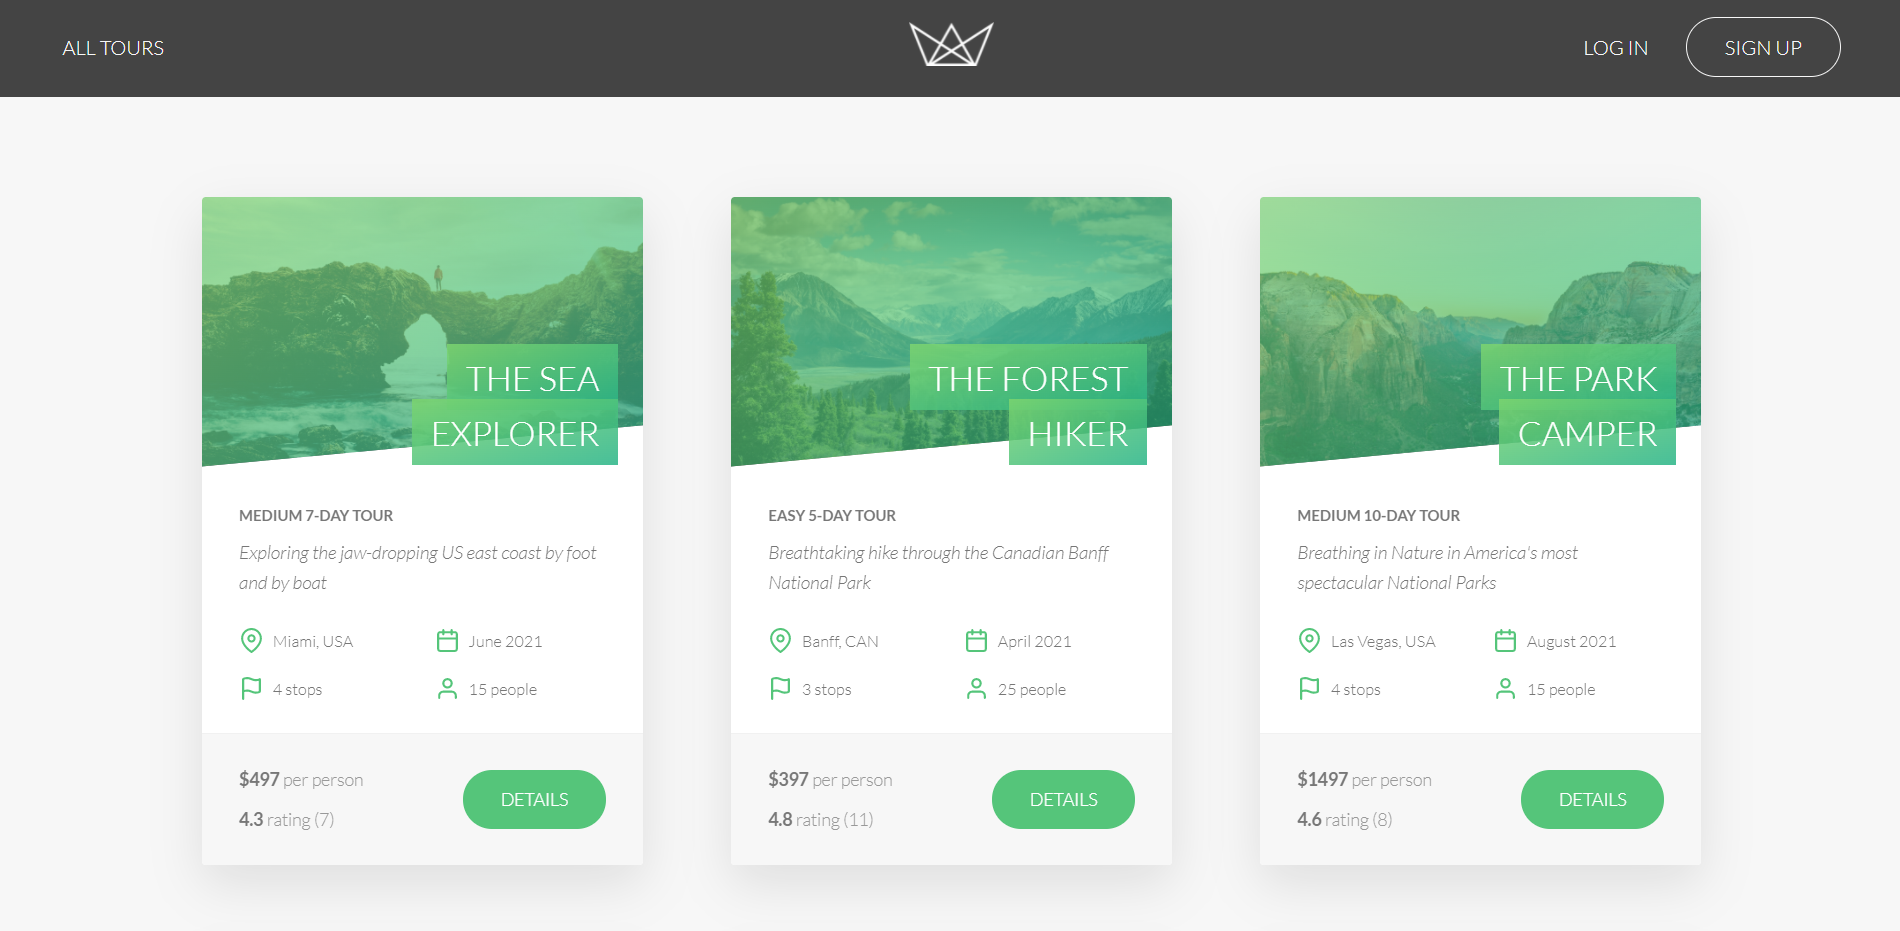 ALL TOURS
LOG IN
SIGN UP
THE SEA
EXPLORER
MEDIUM 7-DAY TOUR
Exploring the jaw-dropping US east coast by foot
and by boat
Miami, USA
June 2021
4 stops
15 people
$497 per person
4.3 rating (7)
DETAILS
THE FOREST
HIKER
EASY 5-DAY TOUR
Breathtaking hike through the Canadian Banff
National Park
Banff, CAN
April 2021
3 stops
25 people
$397 per person
4.8 rating (11)
DETAILS
THE PARK
CAMPER
MEDIUM 10-DAY TOUR
Breathing in Nature in America's most
spectacular National Parks
Las Vegas, USA
August 2021
4 stops
15 people
$1497 per person
4.6 rating (8)
DETAILS